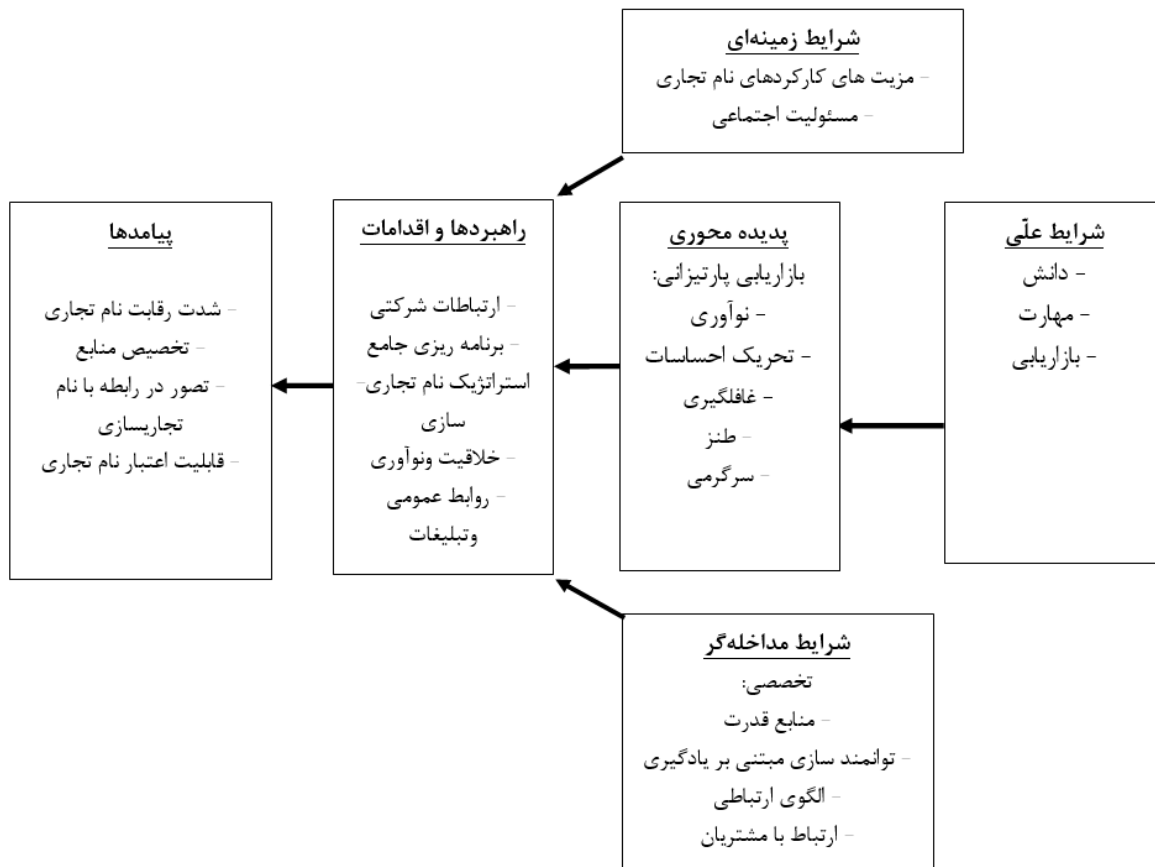 شرایط زمینه‌ای
- مزیت های کارکردهای نام تجاری
- مسئولیت اجتماعی
شرایط علّی
- دانش
- مهارت
- بازاریابی
پدیده محوری
بازاریابی پارتیزانی:
- نوآوری
- تحریک احساسات
- غافلگیری
- طنز
- سرگرمی
راهبردها و اقدامات
- ارتباطات شرکتی
- برنامه ریزی جامع
استراتژیک نام تجاری-
سازی
- خلاقیت ونوآوری
- روابط عمومی
وتبلیغات
پیامدها
- شدت رقابت نام تجاری
- تخصیص منابع
- تصور در رابطه با نام
تجاریسازی
- قابلیت اعتبار نام تجاری
شرایط مداخله‌گر
تخصصی:
- منابع قدرت
- توانمند سازی مبتنی بر یادگیری
- الگوی ارتباطی
- ارتباط با مشتریان